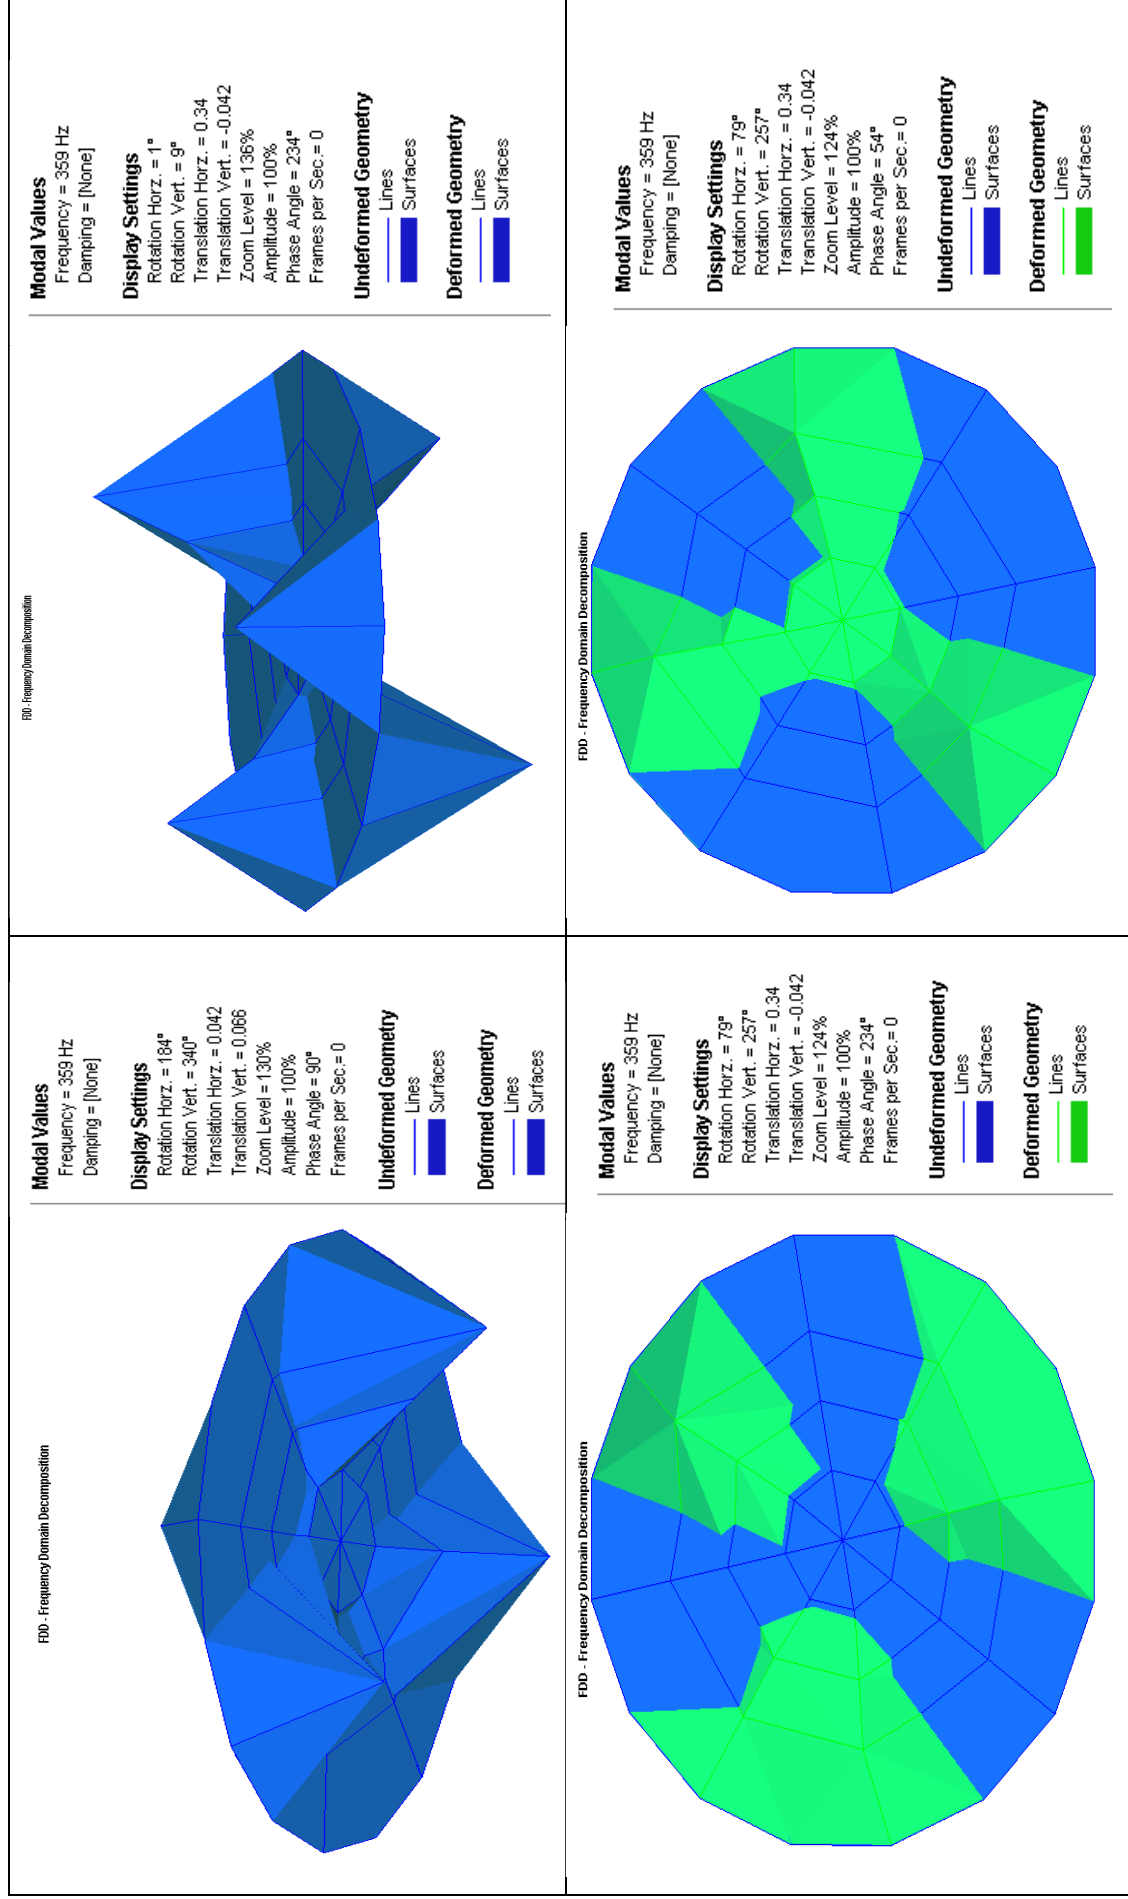 FDD - Frequency Domain Decomposition
Modal Values
Frequency = 359 Hz
Damping = [None]
Display Settings
Rotation Horz. = 184°
Rotation Vert. = 340°
Translation Horz. = 0.042
Translation Vert. = 0.066
Zoom Level = 130%
Amplitude = 100%
Phase Angle = 90°
Frames per Sec.= 0
Undeformed Geometry
Lines
Surfaces
Deformed Geometry
Lines
Surfaces
FDD - Frequency Domain Decomposition
Modal Values
Frequency = 359 Hz
Damping = [None]
Display Settings
Rotation Horz. = 1°
Rotation Vert. = 9°
Translation Horz. = 0.34
Translation Vert. = -0.042
Zoom Level = 136%
Amplitude = 100%
Phase Angle = 234°
Frames per Sec.= 0
Undeformed Geometry
Lines
Surfaces
Deformed Geometry
Lines
Surfaces
FDD - Frequency Domain Decomposition
Modal Values
Frequency = 359 Hz
Damping = [None]
Display Settings
Rotation Horz. = 79°
Rotation Vert. = 257°
Translation Horz. = 0.34
Translation Vert. = -0.042
Zoom Level = 124%
Amplitude = 100%
Phase Angle = 234°
Frames per Sec.= 0
Undeformed Geometry
Lines
Surfaces
Deformed Geometry
Lines
Surfaces
FDD - Frequency Domain Decomposition
Modal Values
Frequency = 359 Hz
Damping = [None]
Display Settings
Rotation Horz. = 79°
Rotation Vert. = 257°
Translation Horz. = 0.34
Translation Vert. = -0.042
Zoom Level = 124%
Amplitude = 100%
Phase Angle = 54°
Frames per Sec.= 0
Undeformed Geometry
Lines
Surfaces
Deformed Geometry
Lines
Surfaces